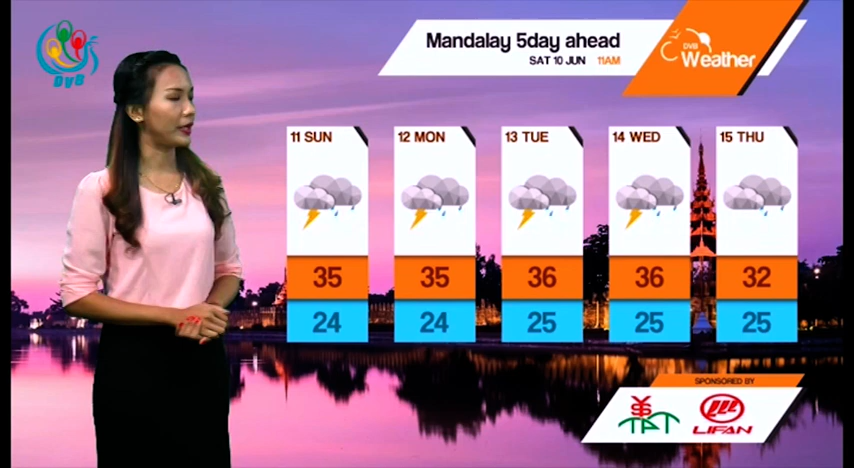 DVB
Mandalay 5day ahead
SAT 10 JUN 11AM
DVB
Weather
11 SUN
12 MON
13 TUE
14 WED
15 THU
35
35
36
36
32
24
24
25
25
25
SPONSORED BY
TPT
LIFAN